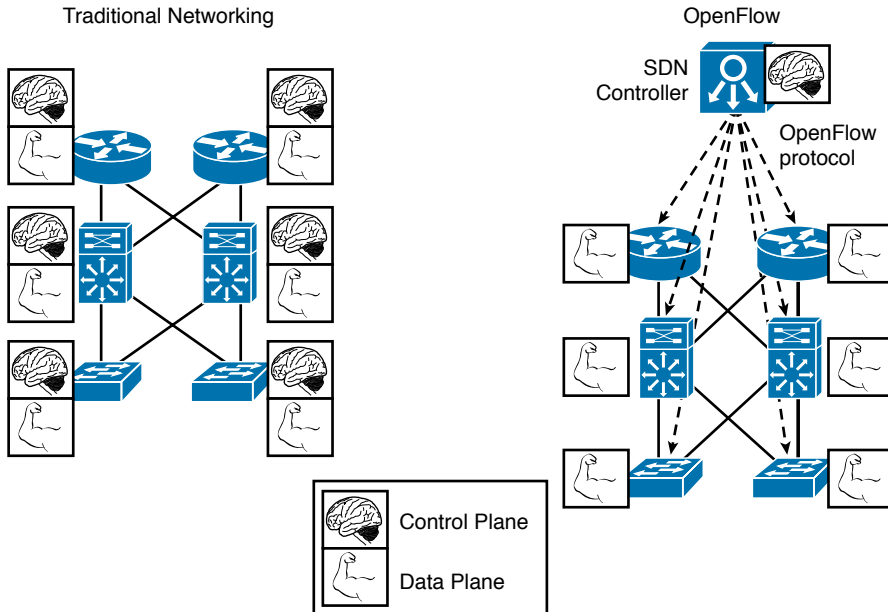 Traditional Networking
OpenFlow
SDN
Controller
OpenFlow
protocol
Control Plane
Data Plane